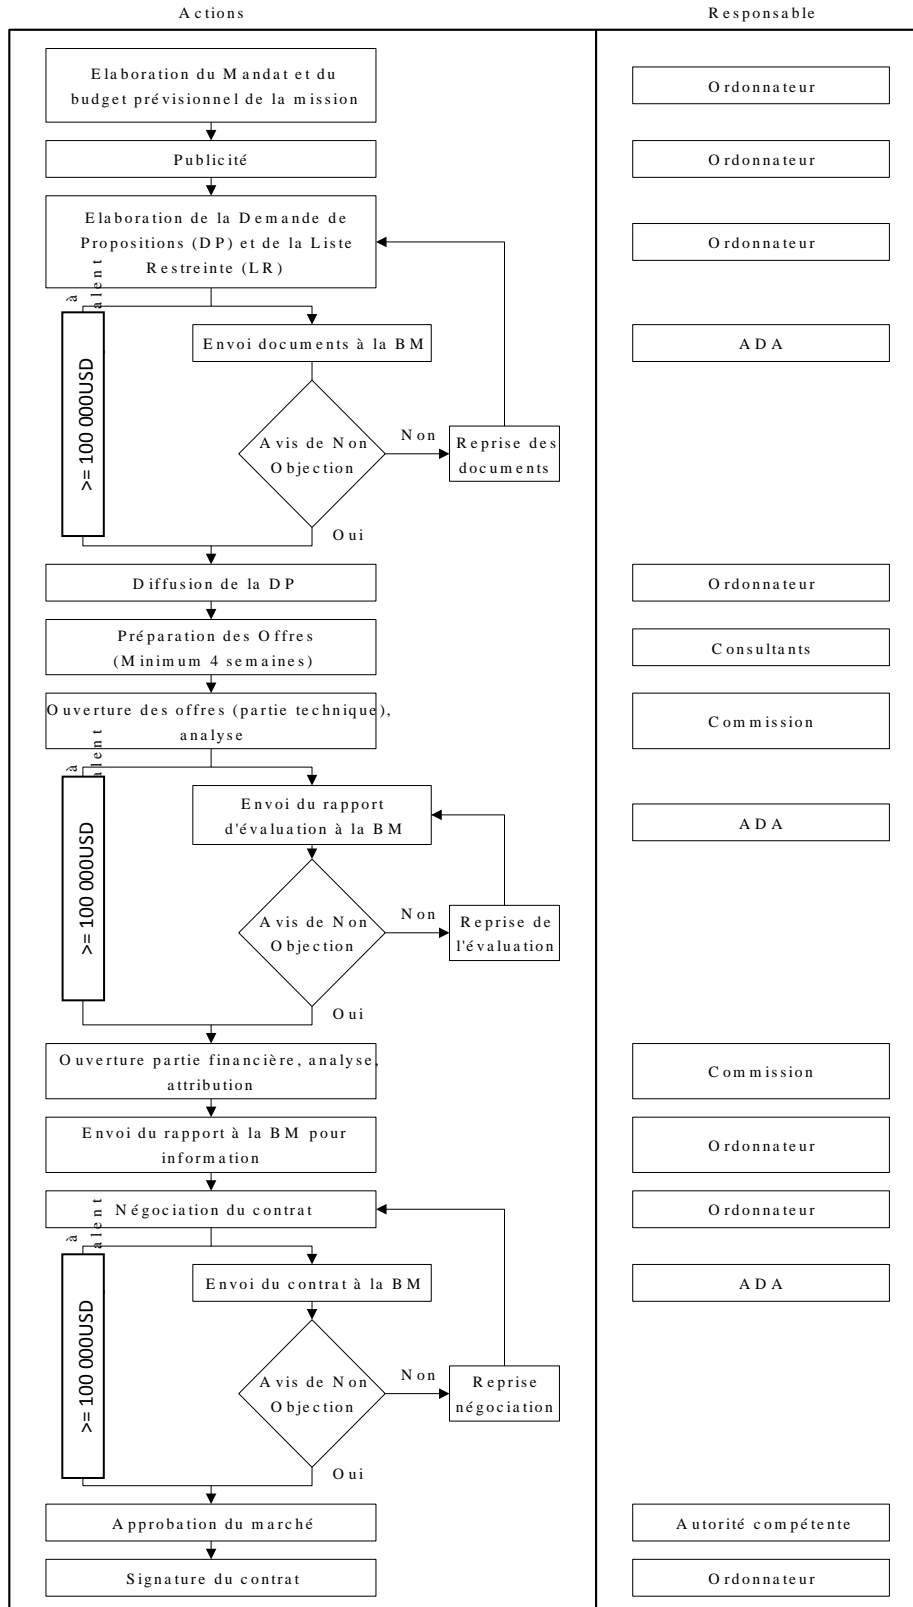 Actions
Responsable
Elaboration du Mandat et du
budget prévisionnel de la mission
Ordonnateur
Publicité
Ordonnateur
Elaboration de la Demande de
Propositions (DP) et de la Liste
Restreinte (LR)
Ordonnateur
à
alent
>= 100 000USD
Envoi documents à la BM
ADA
Avis de Non
Objection
Non
Reprise des
documents
Oui
Diffusion de la DP
Ordonnateur
Préparation des Offres
(Minimum 4 semaines)
Consultants
Ouverture des offres (partie technique),
analyse
Commission
à
alent
>= 100 000USD
Envoi du rapport
d'évaluation à la BM
ADA
Avis de Non
Objection
Non
Reprise de
l'évaluation
Oui
Ouverture partie financière, analyse,
attribution
Commission
Envoi du rapport à la BM pour
information
Ordonnateur
Négociation du contrat
Ordonnateur
à
alent
>= 100 000USD
Envoi du contrat à la BM
ADA
Avis de Non
Objection
Non
Reprise
négociation
Oui
Approbation du marché
Autorité compétente
Signature du contrat
Ordonnateur